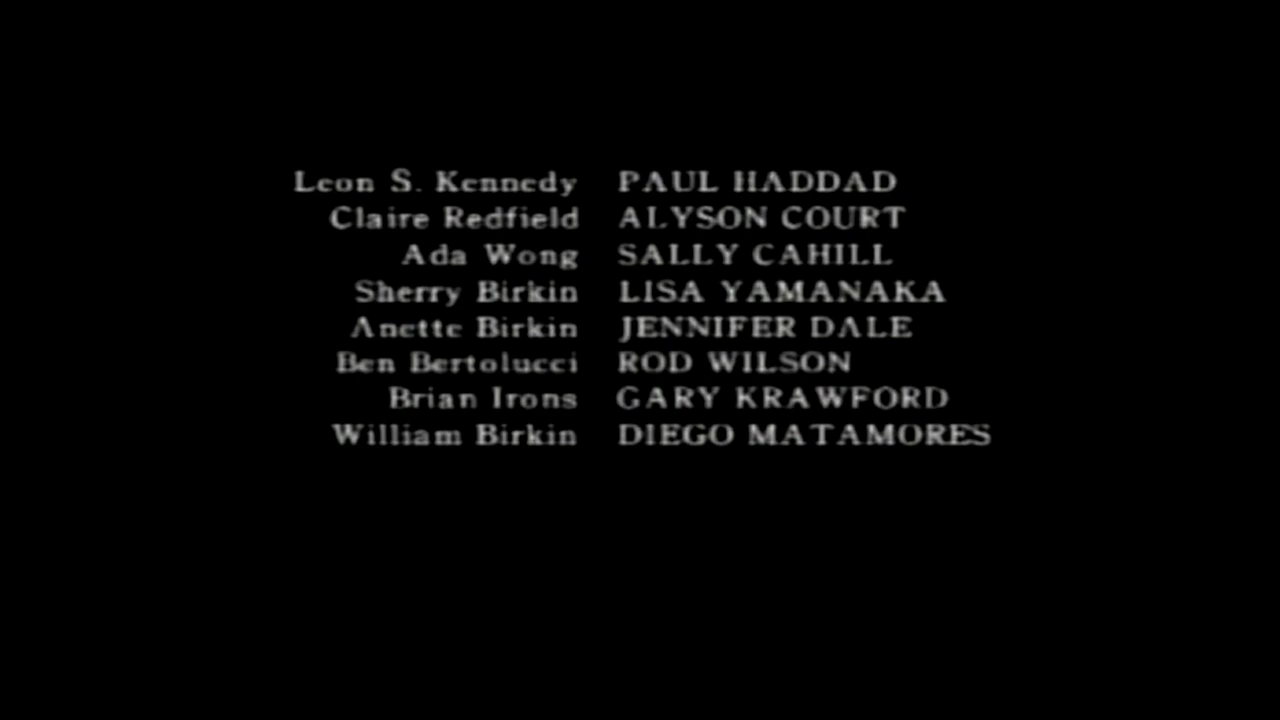 Leon S. Kennedy PAUL HADDAD
Claire Redfield ALYSON COURT
Ada Wong SALLY CAHILL
Sherry Birkin LISA YAMANAKA
Anette Birkin JENNIFER DALE
Ben Bertolucci ROD WILSON
Brian Irons GARY KRAWFORD
William Birkin DIEGO MATAMORES